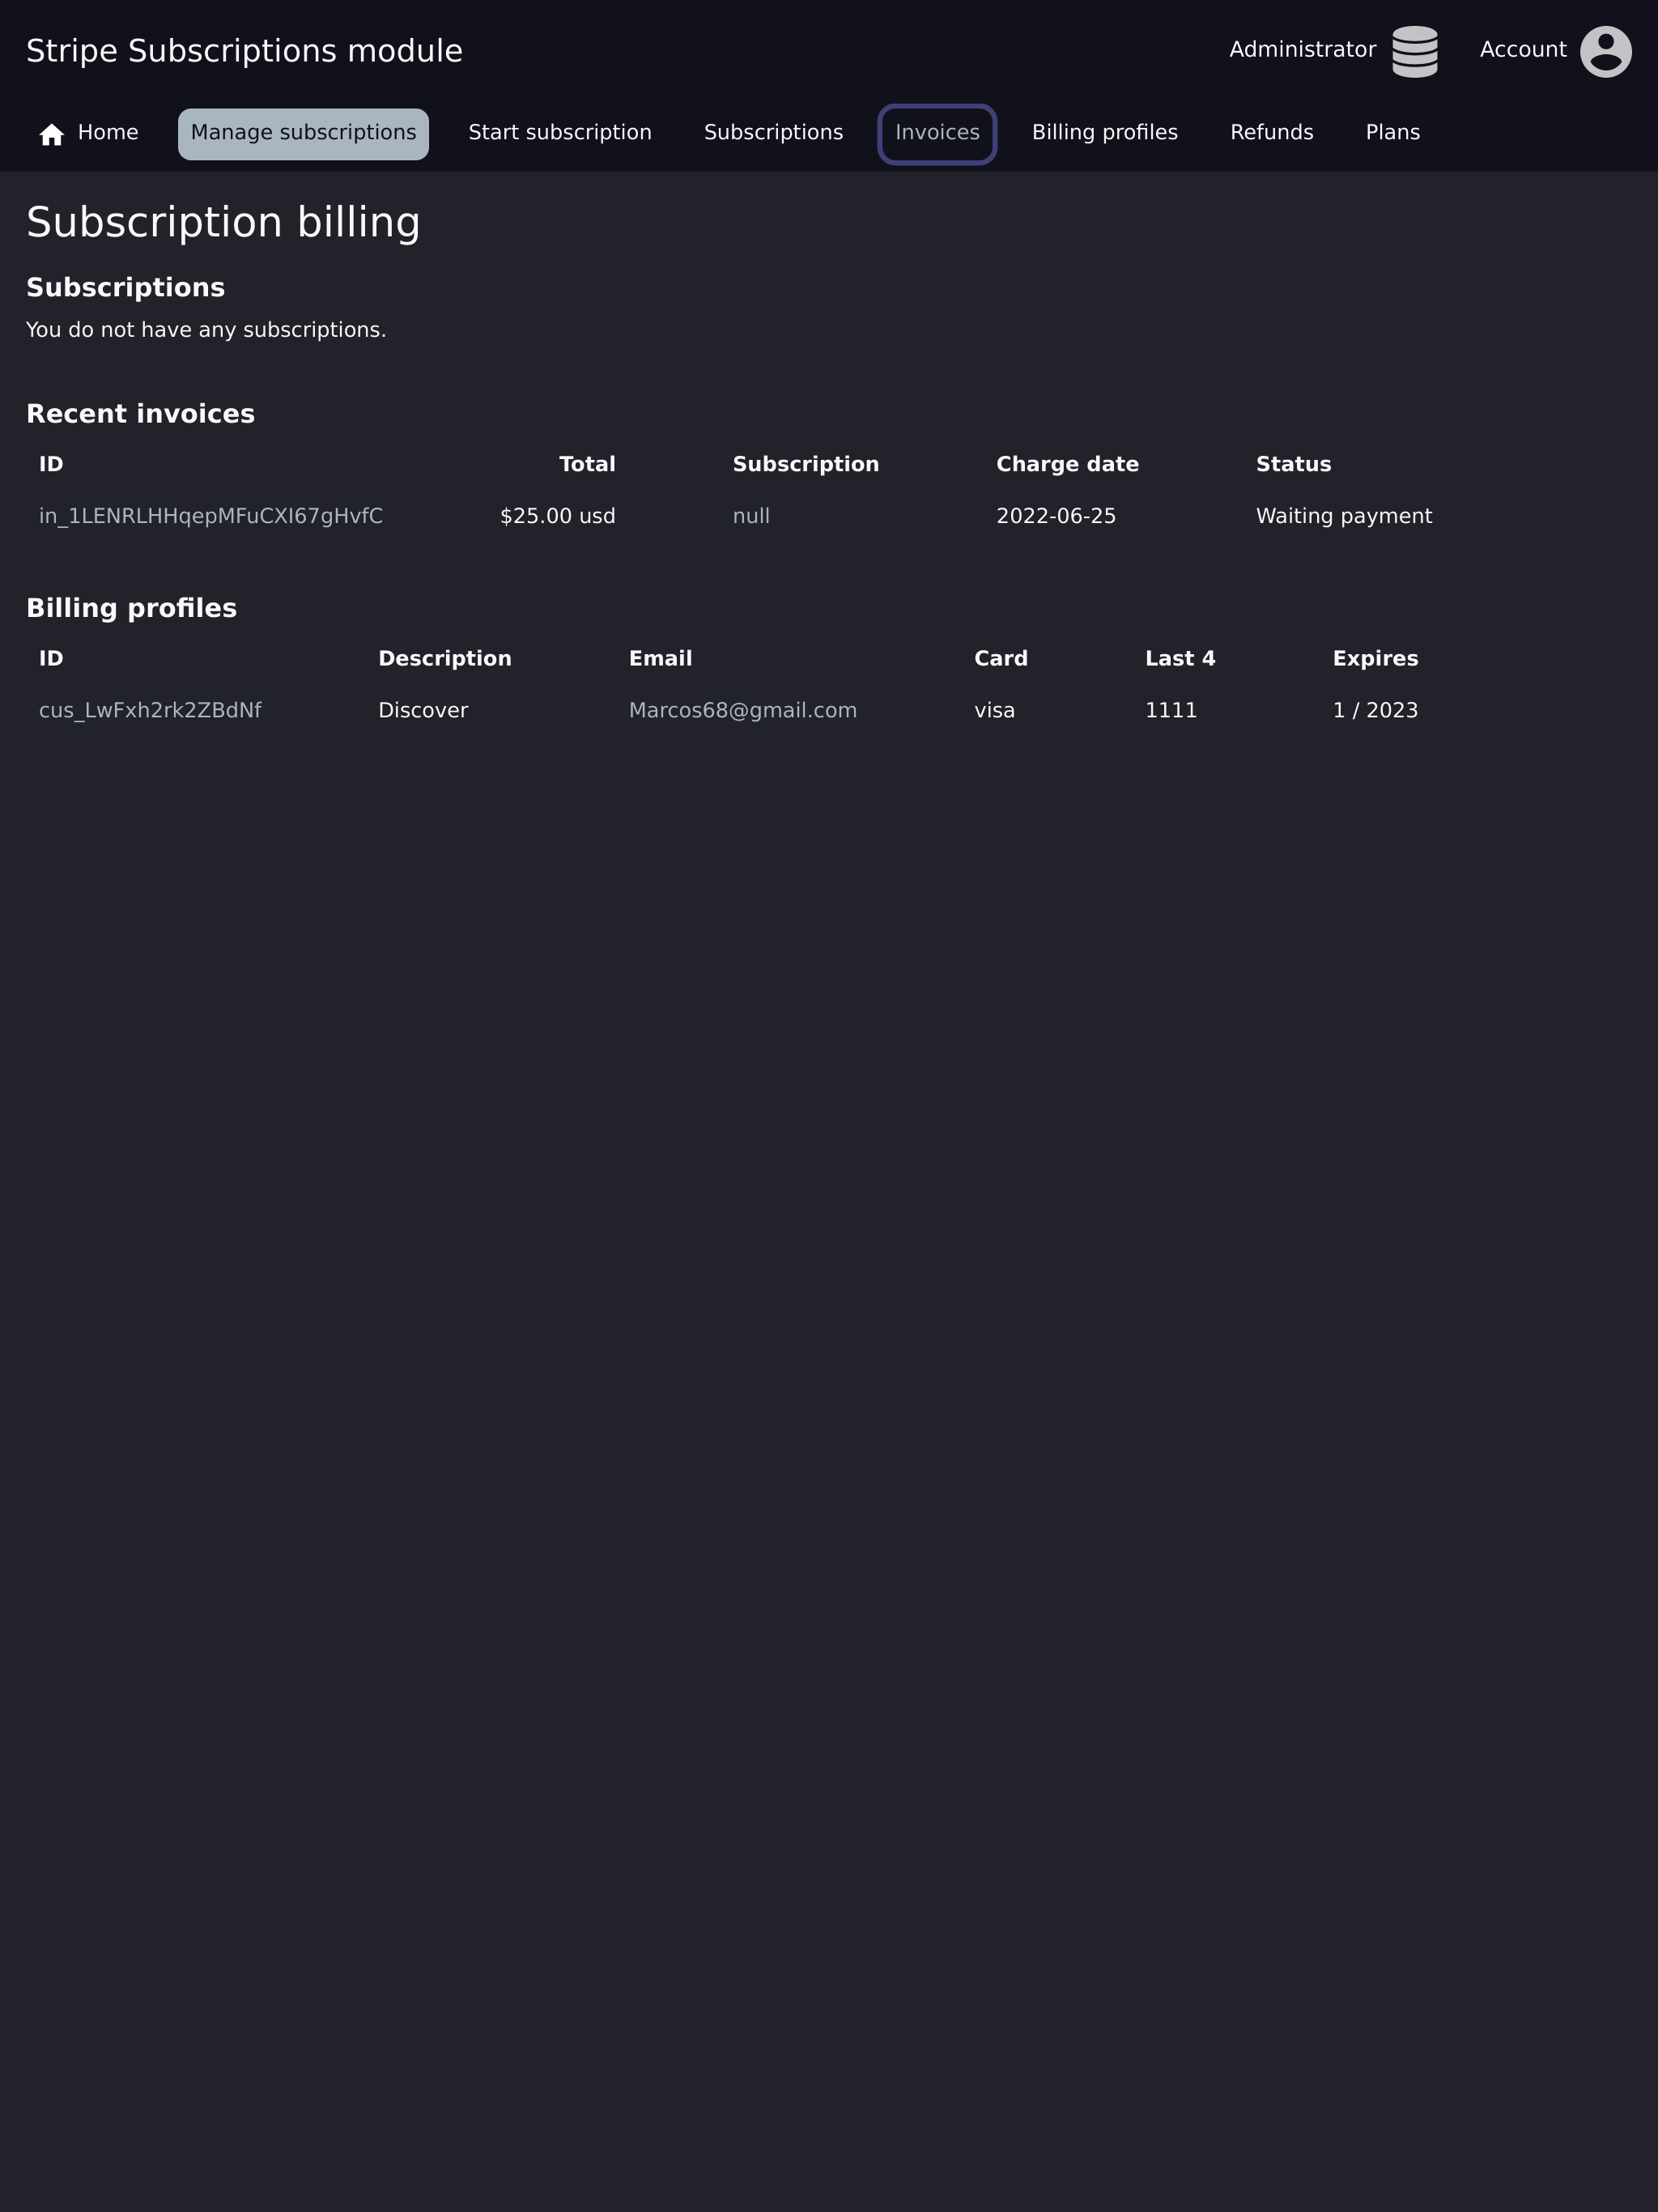 Stripe Subscriptions module
Administrator
Account
Home
Manage subscriptions
Start subscription
Subscriptions
Invoices
Billing profiles
Refunds
Plans
Subscription billing
Subscriptions
You do not have any subscriptions.
Recent invoices
ID Total Subscription Charge date Status
in_1LENRLHHqepMFuCXI67gHvfC $25.00 usd null 2022-06-25 Waiting payment
Billing profiles
ID Description Email Card Last 4 Expires
cus_LwFxh2rk2ZBdNf Discover Marcos68@gmail.com visa 1111 1 / 2023